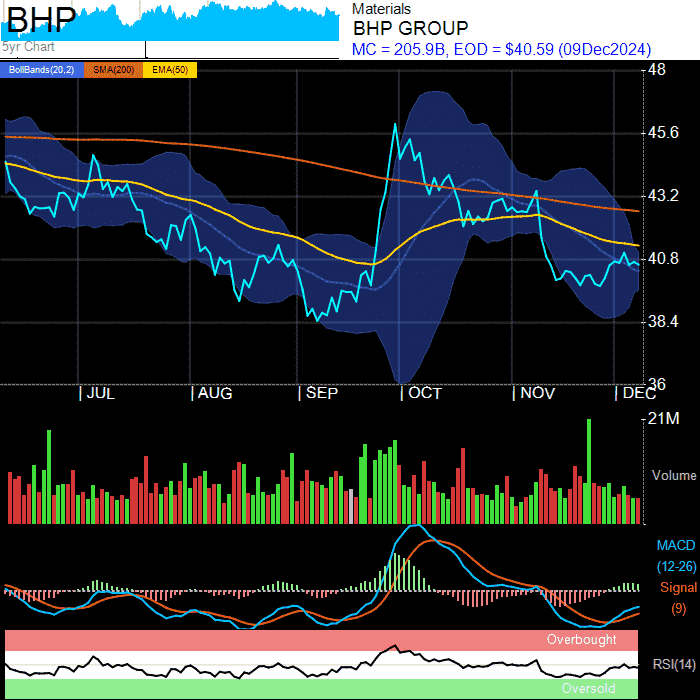 BHP
5yr Chart
Materials
BHP GROUP
MC = 205.9B, EOD = $40.59 (09Dec2024)
BollBands(20,2) SMA(200) EMA(50)
48
45.6
43.2
40.8
38.4
36
JUL AUG SEP OCT NOV DEC
21M
Volume
MACD
(12-26)
Signal
(9)
Overbought
RSI(14)
Oversold